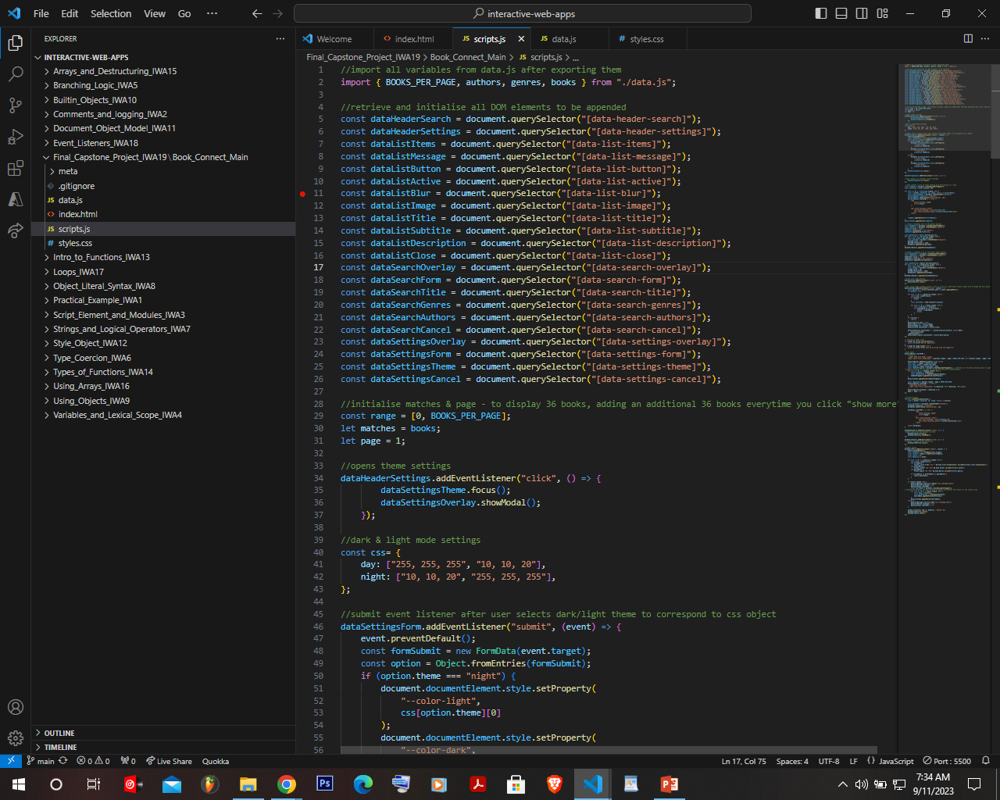 File Edit Selection View Go ··· interactive-web-apps
EXPLORER ···
INTERACTIVE-WEB-APPS
Arrays_and_Destructuring_IWA15
Branching_Logic_IWA5
Builtin_Objects_IWA10
Comments_and_logging_IWA2
Document_Object_Model_IWA11
Event_Listeners_IWA18
Final_Capstone_Project_IWA19\Book_Connect_Main
meta
.gitignore
JS data.js
<> index.html
JS scripts.js
# styles.css
Intro_to_Functions_IWA13
Loops_IWA17
Object_Literal_Syntax_IWA8
Practical_Example_IWA1
Script_Element_and_Modules_IWA3
Strings_and_Logical_Operators_IWA7
Style_Object_IWA12
Type_Coercion_IWA6
Types_of_Functions_IWA14
Using_Arrays_IWA16
Using_Objects_IWA9
Variables_and_Lexical_Scope_IWA4
OUTLINE
TIMELINE
Welcome <> index.html JS scripts.js JS data.js # styles.css
Final_Capstone_Project_IWA19 > Book_Connect_Main > JS scripts.js > ...
1 //import all variables from data.js after exporting them
2 import { BOOKS_PER_PAGE, authors, genres, books } from "./data.js";
3
4 //retrieve and initialise all DOM elements to be appended
5 const dataHeaderSearch = document.querySelector("[data-header-search]");
6 const dataHeaderSettings = document.querySelector("[data-header-settings]");
7 const dataListItems = document.querySelector("[data-list-items]");
8 const dataListMessage = document.querySelector("[data-list-message]");
9 const dataListButton = document.querySelector("[data-list-button]");
10 const dataListActive = document.querySelector("[data-list-active]");
11 const dataListBlur = document.querySelector("[data-list-blur]");
12 const dataListImage = document.querySelector("[data-list-image]");
13 const dataListTitle = document.querySelector("[data-list-title]");
14 const dataListSubtitle = document.querySelector("[data-list-subtitle]");
15 const dataListDescription = document.querySelector("[data-list-description]");
16 const dataListClose = document.querySelector("[data-list-close]");
17 const dataSearchOverlay = document.querySelector("[data-search-overlay]");
18 const dataSearchForm = document.querySelector("[data-search-form]");
19 const dataSearchTitle = document.querySelector("[data-search-title]");
20 const dataSearchGenres = document.querySelector("[data-search-genres]");
21 const dataSearchAuthors = document.querySelector("[data-search-authors]");
22 const dataSearchCancel = document.querySelector("[data-search-cancel]");
23 const dataSettingsOverlay = document.querySelector("[data-settings-overlay]");
24 const dataSettingsForm = document.querySelector("[data-settings-form]");
25 const dataSettingsTheme = document.querySelector("[data-settings-theme]");
26 const dataSettingsCancel = document.querySelector("[data-settings-cancel]");
27
28 //initialise matches & page - to display 36 books, adding an additional 36 books everytime you click "show more"
29 const range = [0, BOOKS_PER_PAGE];
30 let matches = books;
31 let page = 1;
32
33 //opens theme settings
34 dataHeaderSettings.addEventListener("click", () => {
35 dataSettingsTheme.focus();
36 dataSettingsOverlay.showModal();
37 });
38
39 //dark & light mode settings
40 const css= {
41 day: ["255, 255, 255", "10, 10, 20"],
42 night: ["10, 10, 20", "255, 255, 255"],
43 };
44
45 //submit event listener after user selects dark/light theme to correspond to css object
46 dataSettingsForm.addEventListener("submit", (event) => {
47 event.preventDefault();
48 const formSubmit = new FormData(event.target);
49 const option = Object.fromEntries(formSubmit);
50 if (option.theme === "night") {
51 document.documentElement.style.setProperty(
52 "--color-light",
53 css[option.theme][0]
54 );
55 document.documentElement.style.setProperty(
56 "--color-dark",
main 0 0 0 Live Share Quokka Ln 17, Col 75 Spaces: 4 UTF-8 LF {} JavaScript Port : 5500
Ps
7:34 AM
9/11/2023